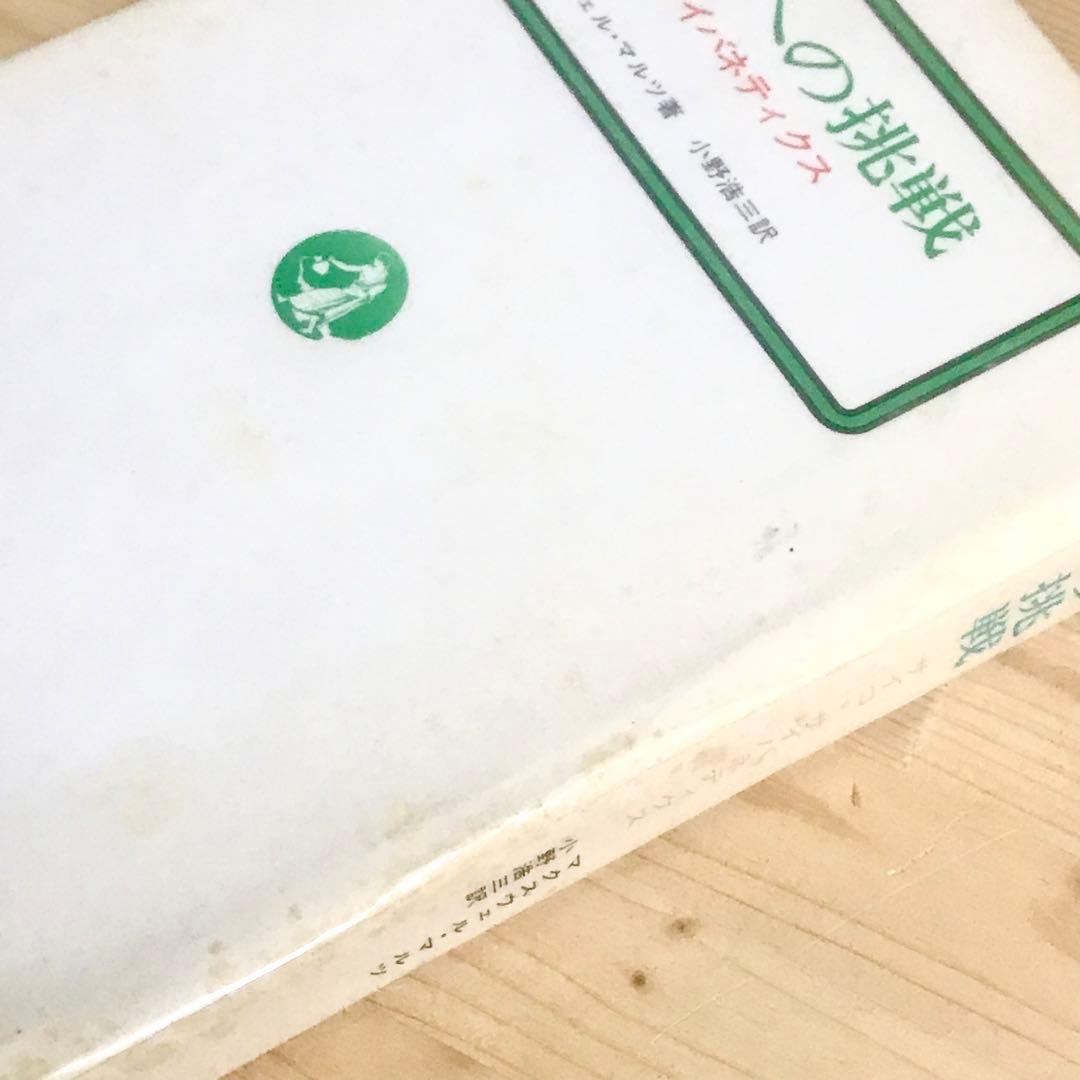 への挑戦
イバネティクス
ェル・マルツ著 小野浩三訳
挑戦
サイコ・サイバネティクス
マクスウェル・マルツ
小野浩三訳